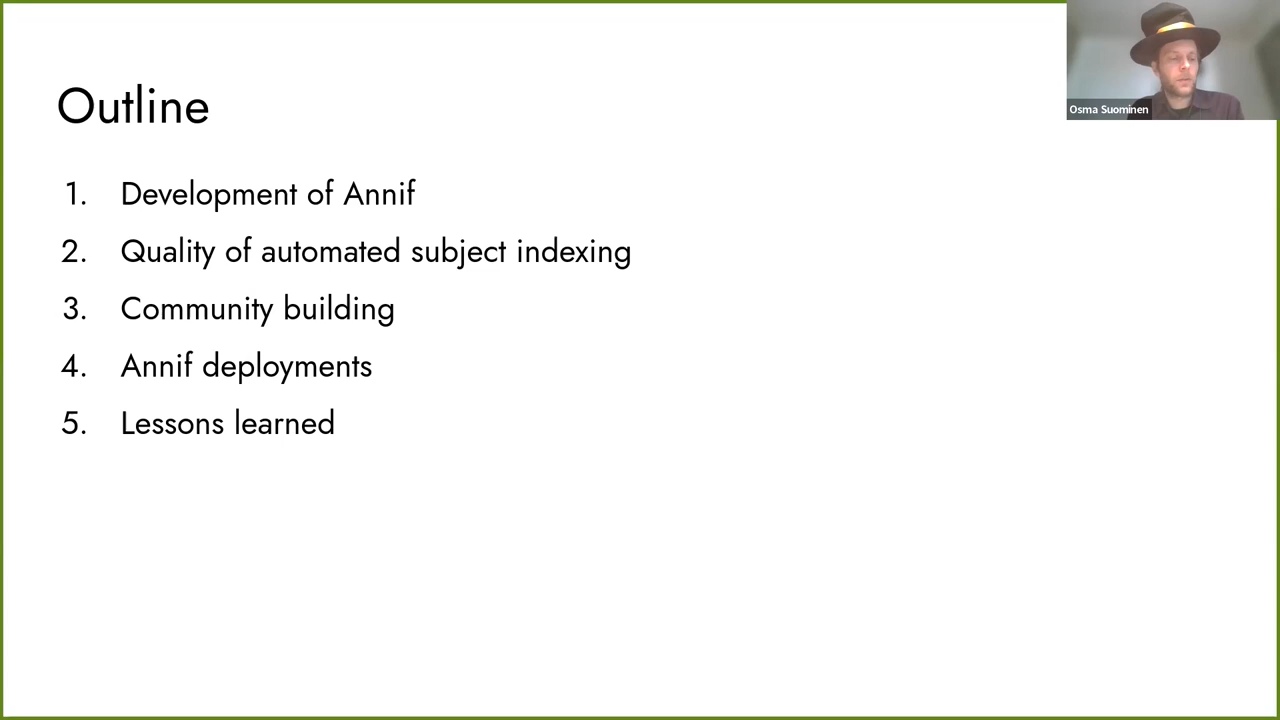 Outline
1. Development of Annif
2. Quality of automated subject indexing
3. Community building
4. Annif deployments
5. Lessons learned
Osma Suominen